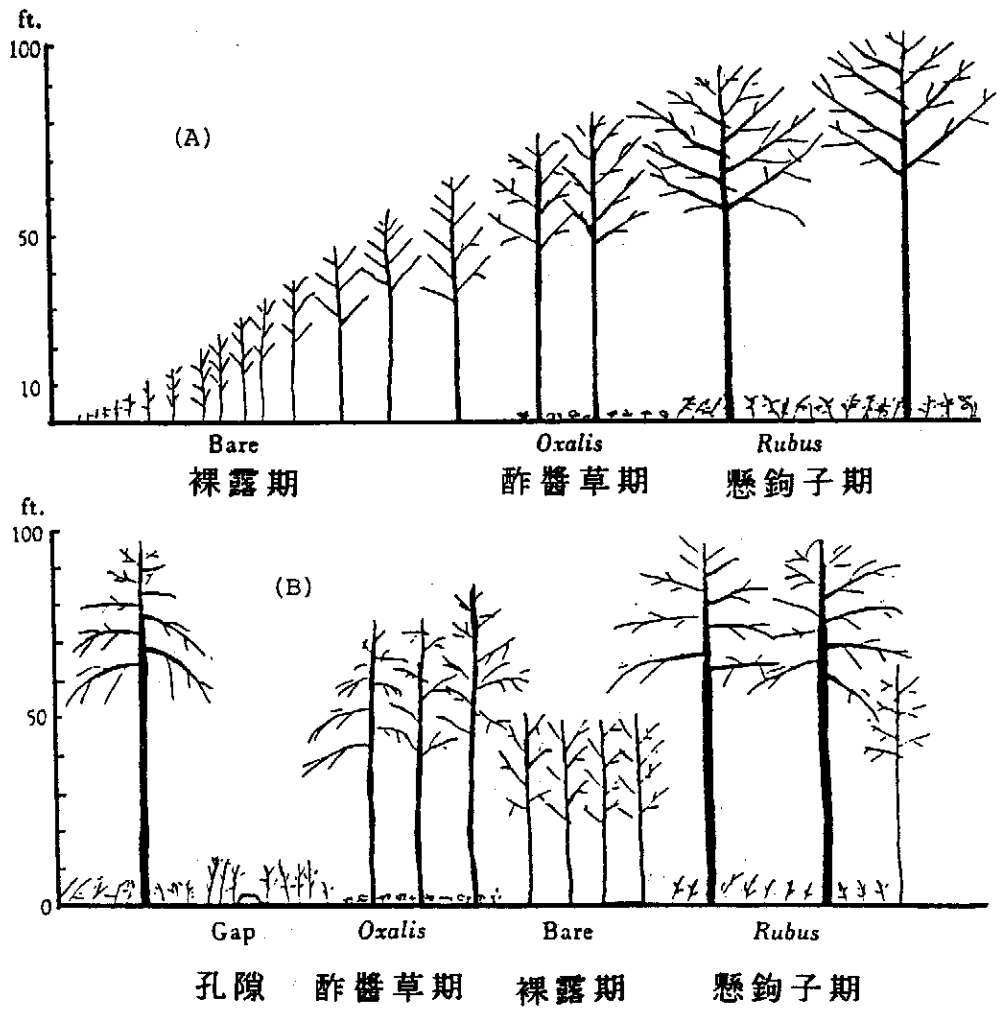 ft.
100
(A)
50
10
Bare Oxalis Rubus
裸露期 酢醬草期 懸鉤子期
ft.
100
(B)
50
0
Gap Oxalis Bare Rubus
孔隙 酢醬草期 裸露期 懸鉤子期